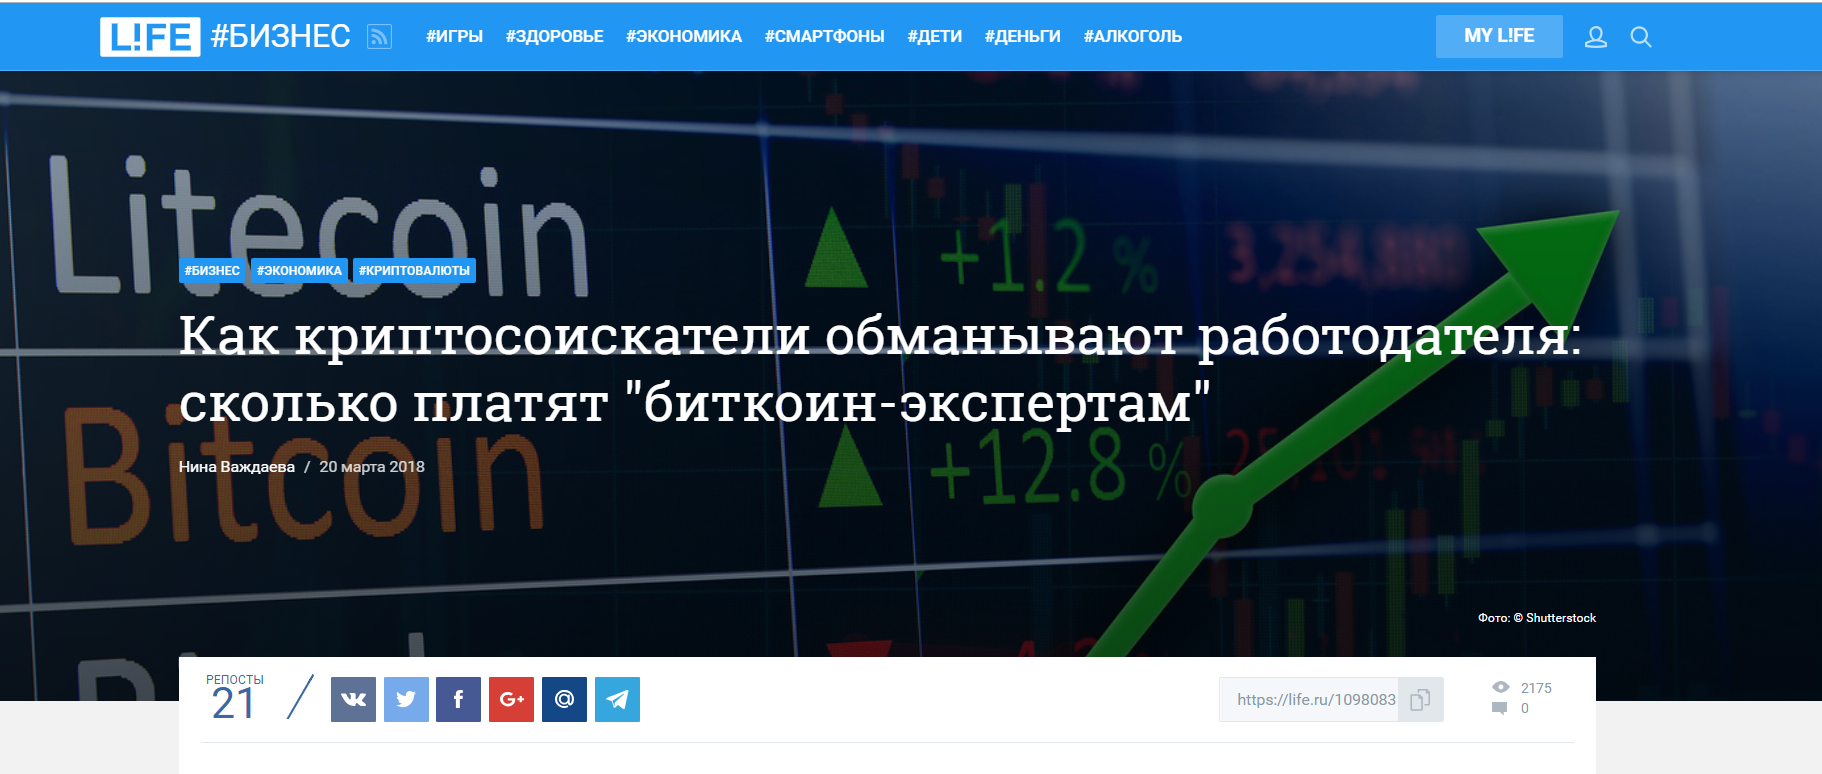 L!FE #БИЗНЕС #ИГРЫ #ЗДОРОВЬЕ #ЭКОНОМИКА #СМАРТФОНЫ #ДЕТИ #ДЕНЬГИ #АЛКОГОЛЬ MY L!FE
Litecoin +1.2 %
#БИЗНЕС #ЭКОНОМИКА #КРИПТОВАЛЮТЫ
Как криптосоискатели обманывают работодателя:
сколько платят "биткоин-экспертам"
Bitcoin +12.8 %
Нина Важдаева / 20 марта 2018
Фото: © Shutterstock
РЕПОСТЫ
21
https://life.ru/1098083
2175
0